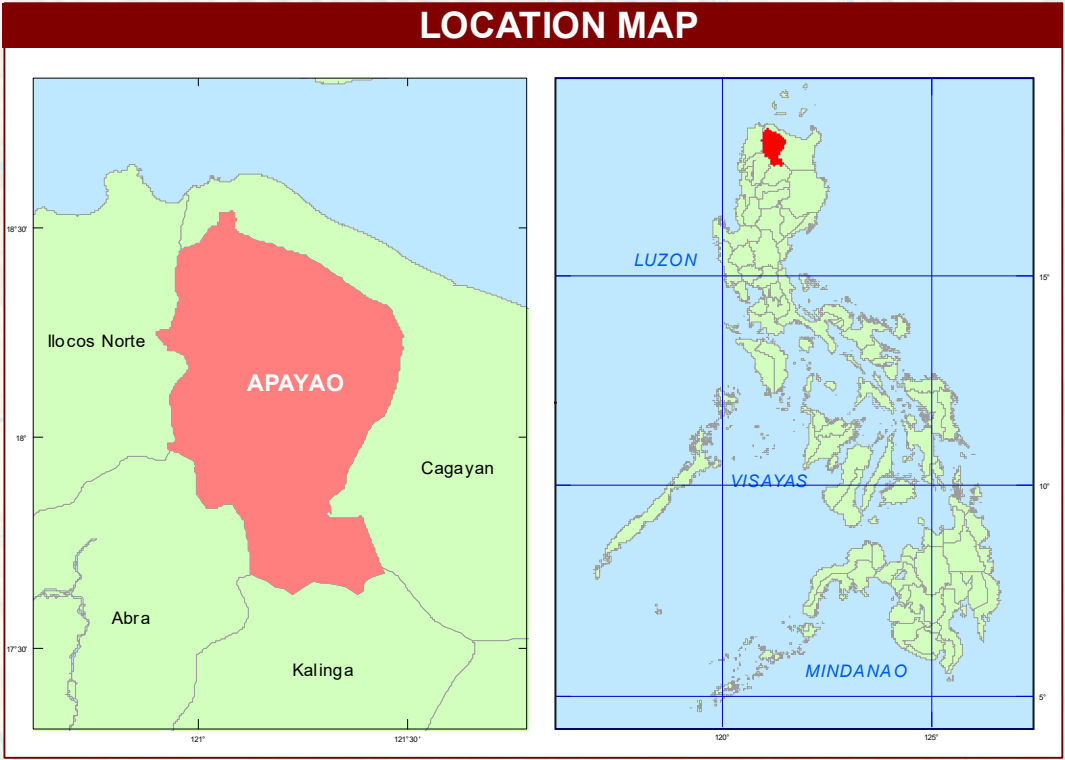 LOCATION MAP
18°30'
Ilocos Norte
APAYAO
18°
Cagayan
Abra
17°30'
Kalinga
121°
121°30'
LUZON
15°
VISAYAS
10°
MINDANAO
5°
120°
125°